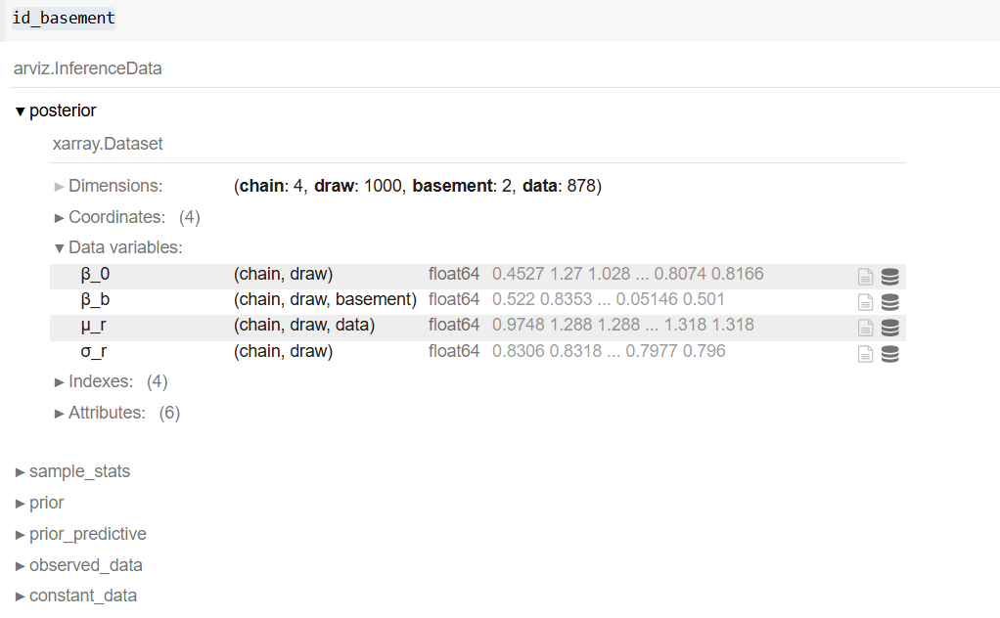 id_basement
arviz.InferenceData
▼ posterior
xarray.Dataset
► Dimensions: (chain: 4, draw: 1000, basement: 2, data: 878)
► Coordinates: (4)
▼ Data variables:
β_0 (chain, draw) float64 0.4527 1.27 1.028 ... 0.8074 0.8166
β_b (chain, draw, basement) float64 0.522 0.8353 ... 0.05146 0.501
μ_r (chain, draw, data) float64 0.9748 1.288 1.288 ... 1.318 1.318
σ_r (chain, draw) float64 0.8306 0.8318 ... 0.7977 0.796
► Indexes: (4)
► Attributes: (6)
► sample_stats
► prior
► prior_predictive
► observed_data
► constant_data